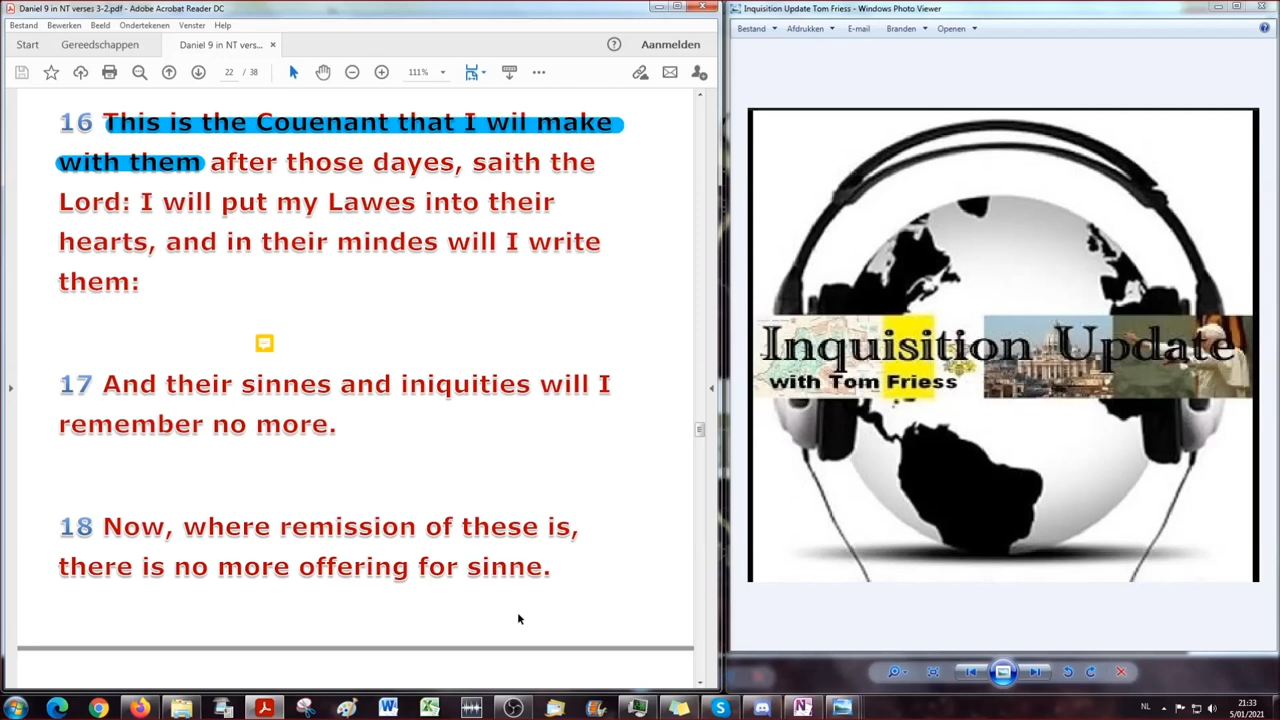 Daniel 9 in NT verses 3-2.pdf - Adobe Acrobat Reader DC
Bestand Bewerken Beeld Ondertekenen Venster Help
Start Gereedschappen Daniel 9 in NT vers... × Aanmelden
22 / 38 111%
16 This is the Couenant that I wil make
with them after those dayes, saith the
Lord: I will put my Lawes into their
hearts, and in their mindes will I write
them:
17 And their sinnes and iniquities will I
remember no more.
18 Now, where remission of these is,
there is no more offering for sinne.
Inquisition Update Tom Friess - Windows Photo Viewer
Bestand Afdrukken E-mail Branden Openen
Inquisition Update
with Tom Friess
NL 21:33
5/01/2021